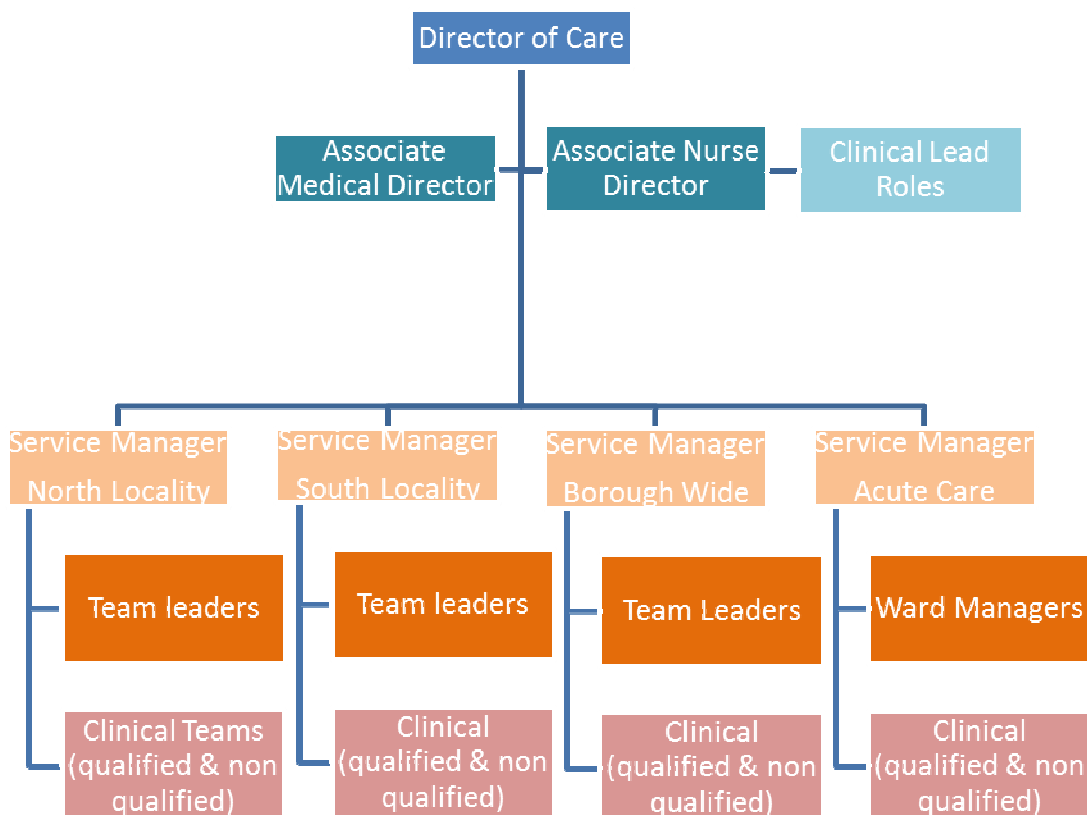 Director of Care
Associate
Medical Director
Associate Nurse
Director
Clinical Lead
Roles
Service Manager
North Locality
Service Manager
South Locality
Service Manager
Borough Wide
Service Manager
Acute Care
Team leaders
Team leaders
Team Leaders
Ward Managers
Clinical Teams
(qualified & non
qualified)
Clinical
(qualified & non
qualified)
Clinical
(qualified & non
qualified)
Clinical
(qualified & non
qualified)